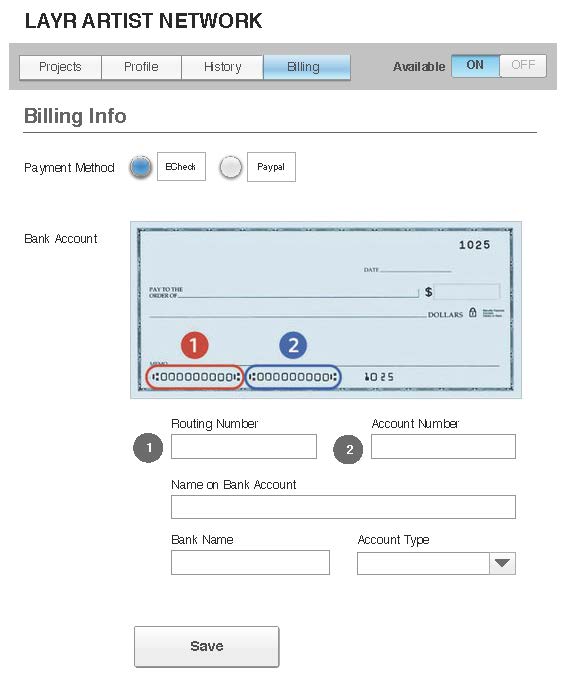 LAYR ARTIST NETWORK
Projects Profile History Billing Available ON OFF
Billing Info
Payment Method ECheck Paypal
Bank Account
1025
DATE
PAY TO THE
ORDER OF
$
DOLLARS
1 2
MEMO
⑆000000000⑆ ⑆000000000⑆ 1025
Routing Number Account Number
1 2
Name on Bank Account
Bank Name Account Type
Save